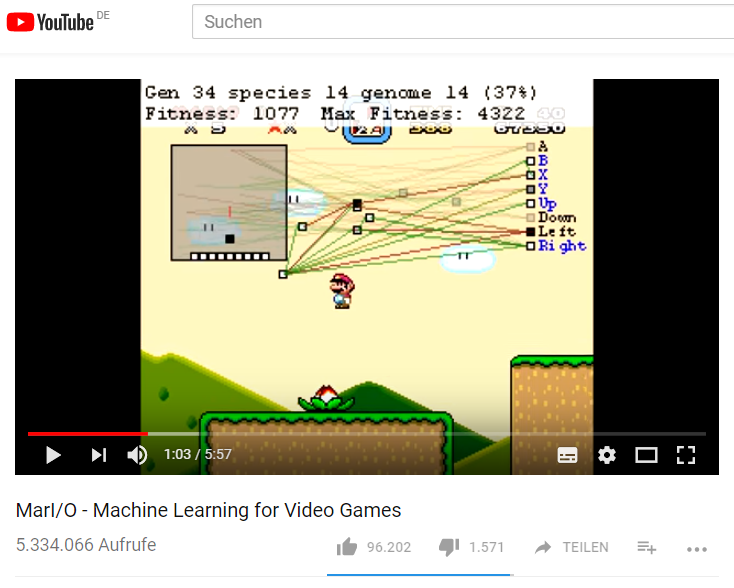 YouTube DE
Suchen
Gen 34 species 14 genome 14 (37%)
Fitness: 1077 Max Fitness: 4322
A
B
X
Y
Up
Down
Left
Right
1:03 / 5:57
MarI/O - Machine Learning for Video Games
5.334.066 Aufrufe
96.202 1.571 TEILEN